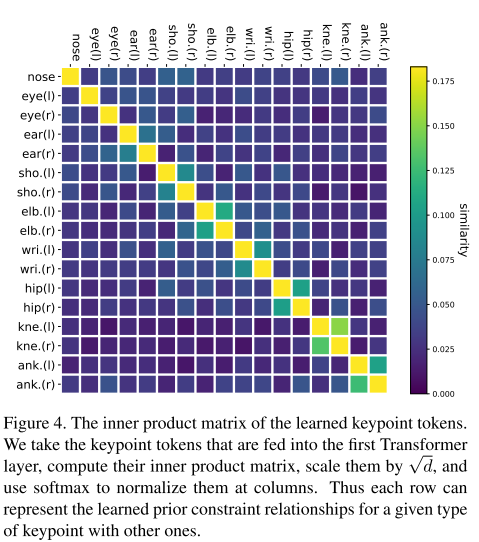 nose eye(l) eye(r) ear(l) ear(r) sho.(l) sho.(r) elb.(l) elb.(r) wri.(l) wri.(r) hip(l) hip(r) kne.(l) kne.(r) ank.(l) ank.(r)
nose
eye(l)
eye(r)
ear(l)
ear(r)
sho.(l)
sho.(r)
elb.(l)
elb.(r)
wri.(l)
wri.(r)
hip(l)
hip(r)
kne.(l)
kne.(r)
ank.(l)
ank.(r)
0.175
0.150
0.125
0.100
0.075
0.050
0.025
0.000
similarity
Figure 4. The inner product matrix of the learned keypoint tokens.
We take the keypoint tokens that are fed into the first Transformer
layer, compute their inner product matrix, scale them by √d, and
use softmax to normalize them at columns. Thus each row can
represent the learned prior constraint relationships for a given type
of keypoint with other ones.